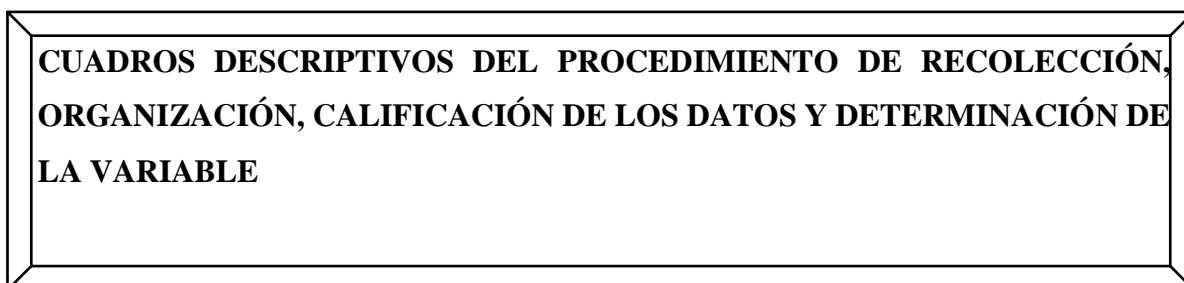 CUADROS DESCRIPTIVOS DEL PROCEDIMIENTO DE RECOLECCIÓN,
ORGANIZACIÓN, CALIFICACIÓN DE LOS DATOS Y DETERMINACIÓN DE
LA VARIABLE